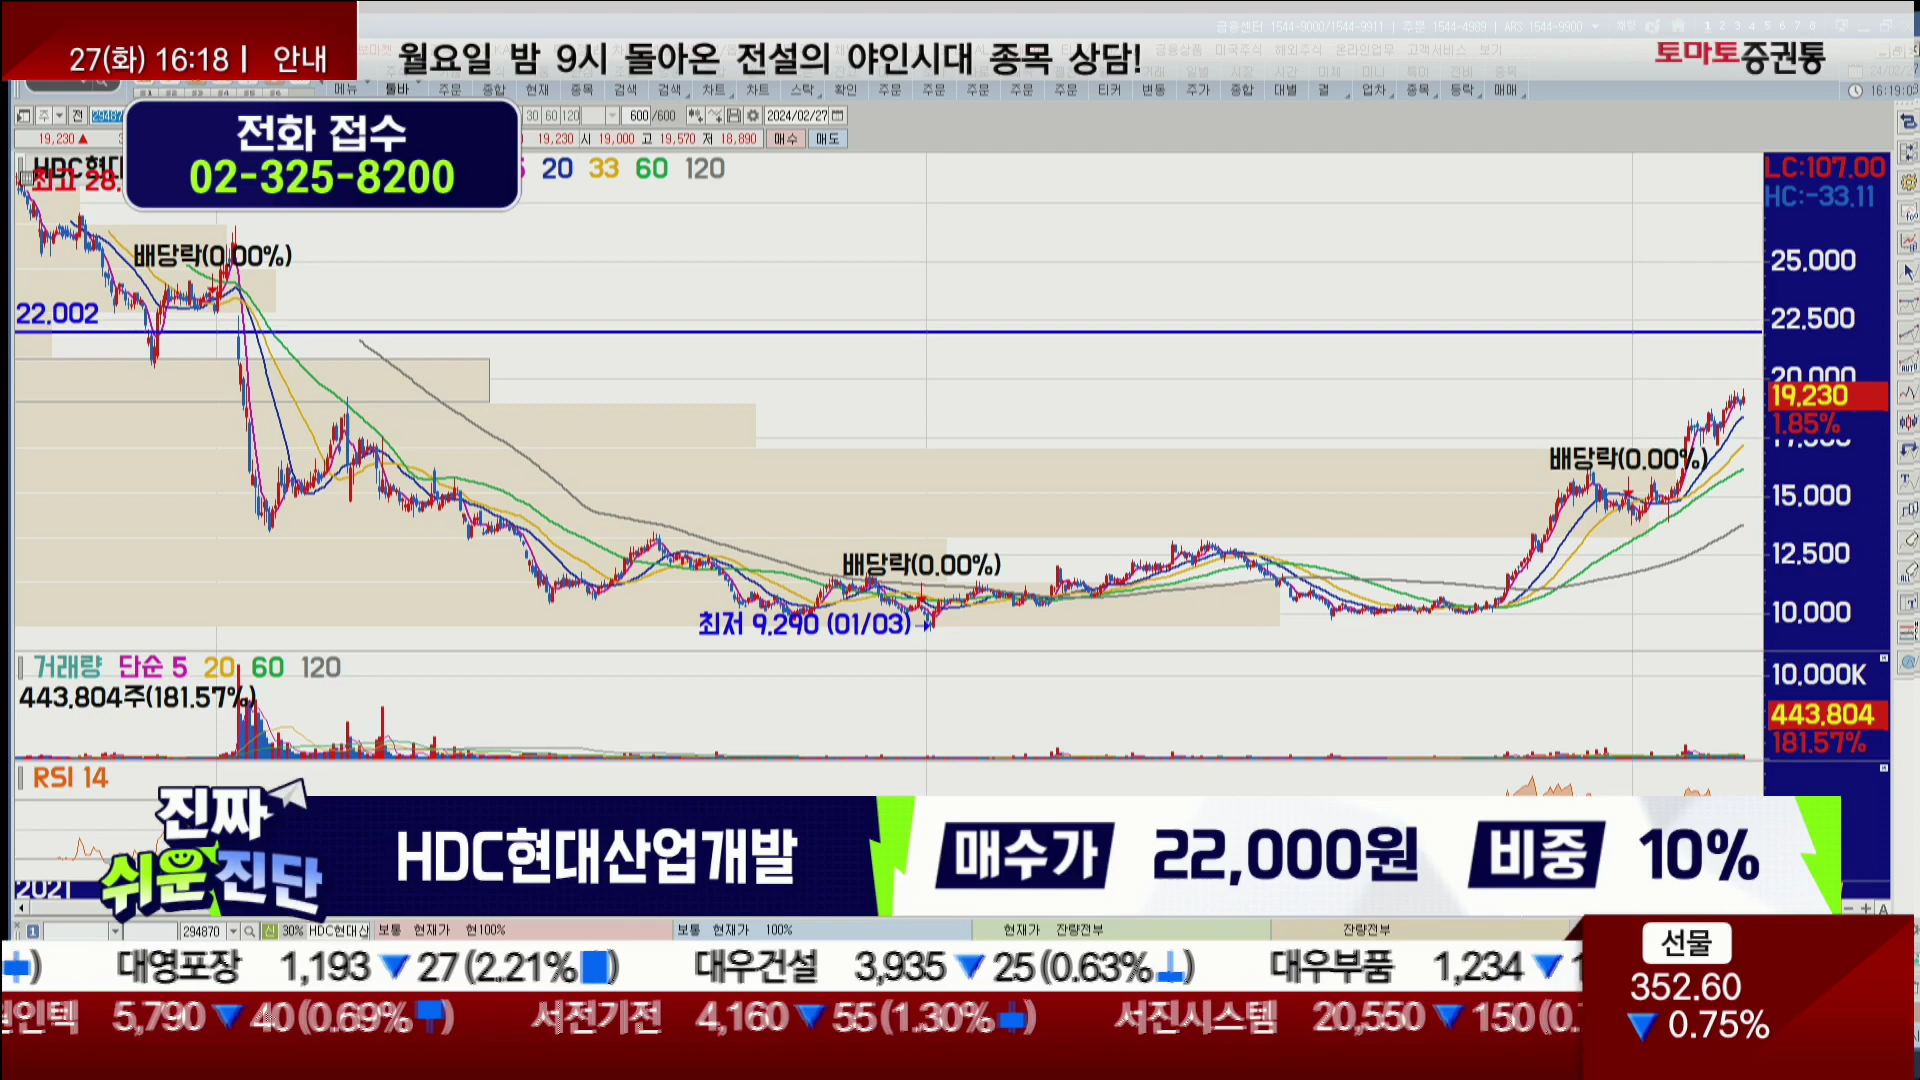 27(화) 16:18 | 안내
월요일 밤 9시 돌아온 전설의 야인시대 종목 상담!
토마토증권통
전화 접수
02-325-8200
메뉴 툴바 주문 종합 현재 종목 검색 검색 차트 차트 스탁 확인 주문 주문 주문 주문 주문 티커 변동 주가 종합 대별 결 업차 종목 등락 매매
16:19:03
주 전 29487
30 60 120 600 /600 2024/02/27
19,230 ▲
19,230 시 19,000 고 19,570 저 18,890 매수 매도
HDC현대
20 33 60 120
최고 28.
LC:107.00
HC:-33.11
배당락(0.00%)
25,000
22,002
22,500
20,000
19,230
1.85%
17,500
배당락(0.00%)
15,000
배당락(0.00%)
12,500
최저 9,290 (01/03)
10,000
거래량 단순 5 20 60 120
10,000K
443,804주(181.57%)
443,804
181.57%
RSI 14
진짜 쉬운 진단
HDC현대산업개발
매수가 22,000원 비중 10%
2021
1 294870 신 30% HDC현대산 보통 현재가 현100% 보통 현재가 100% 현재가 잔량전부 잔량전부
) 대영포장 1,193 ▼ 27 (2.21% ) 대우건설 3,935 ▼ 25 (0.63% ) 대우부품 1,234 ▼ 1
인텍 5,790 ▼ 40 (0.69% ) 서전기전 4,160 ▼ 55 (1.30% ) 서진시스템 20,550 ▼ 150 (0.
선물
352.60
▼ 0.75%